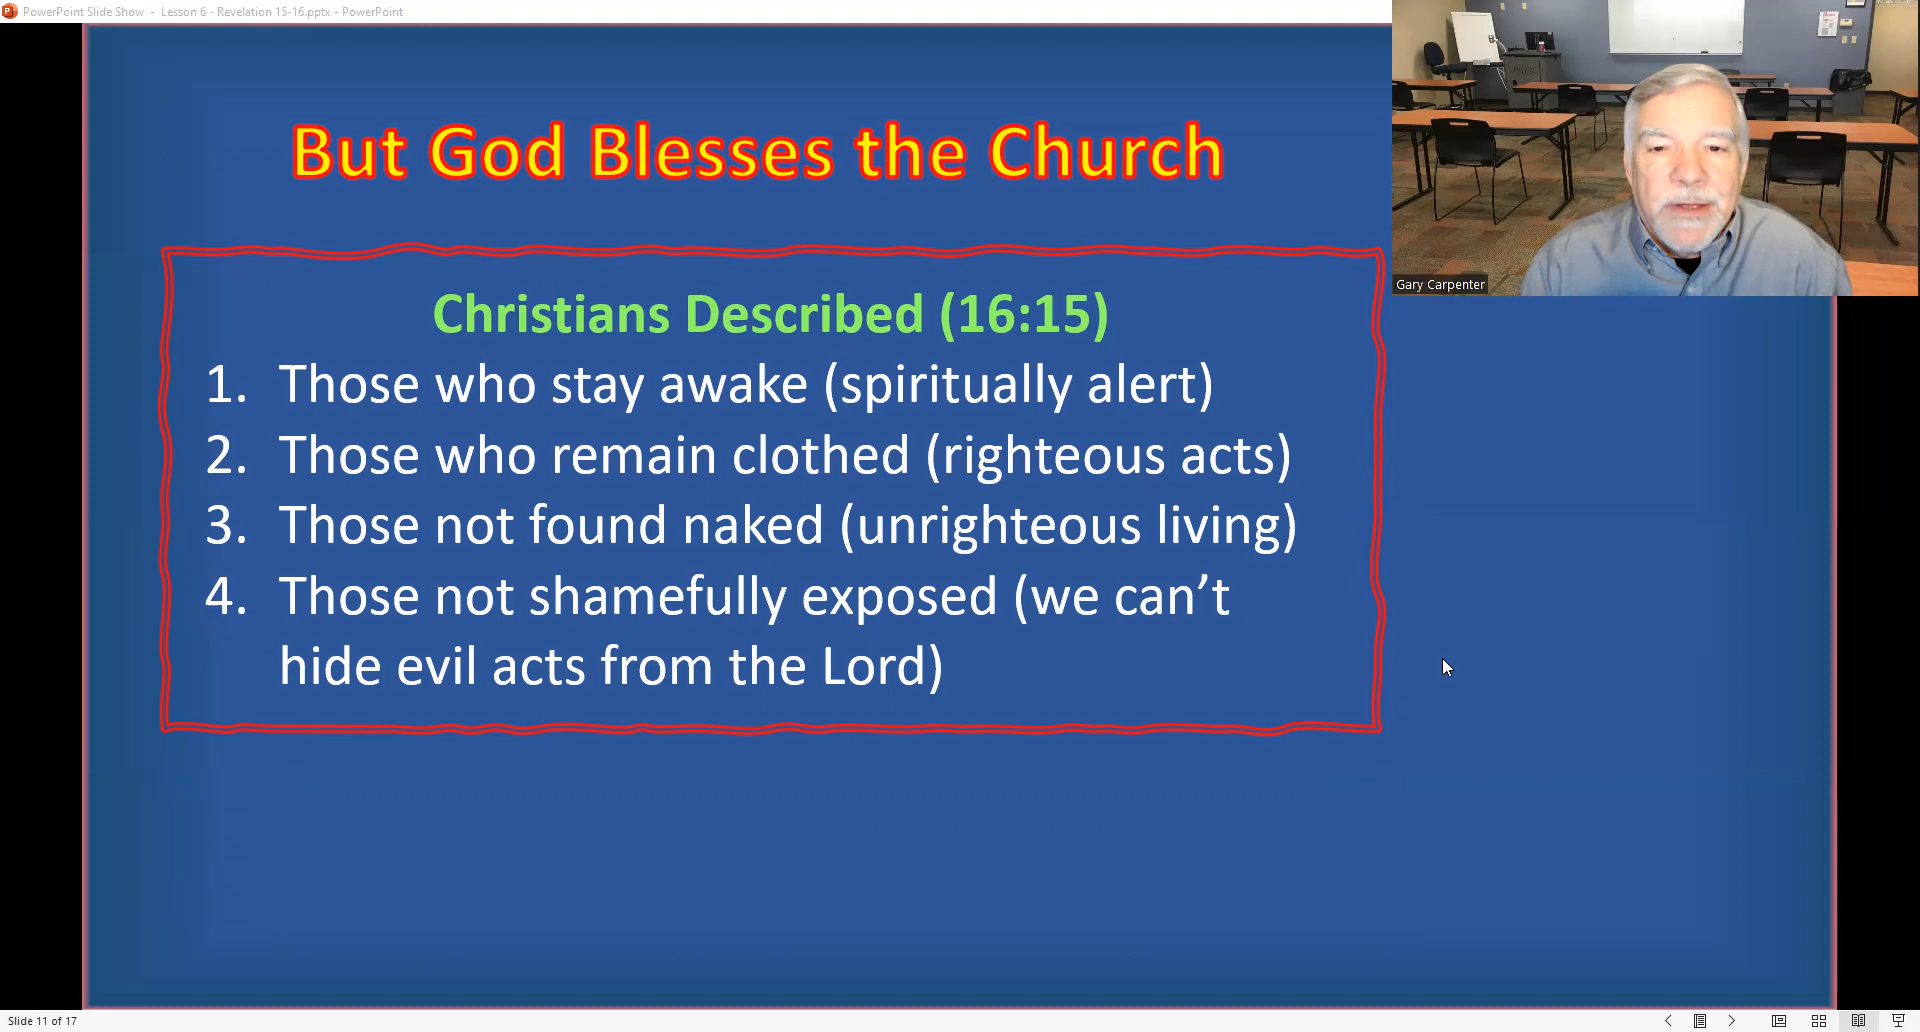 PowerPoint Slide Show - Lesson 6 - Revelation 15-16.pptx - PowerPoint
But God Blesses the Church
Christians Described (16:15)
1. Those who stay awake (spiritually alert)
2. Those who remain clothed (righteous acts)
3. Those not found naked (unrighteous living)
4. Those not shamefully exposed (we can’t
hide evil acts from the Lord)
Gary Carpenter
Slide 11 of 17